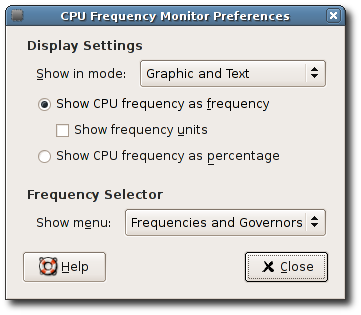 CPU Frequency Monitor Preferences
Display Settings
Show in mode: Graphic and Text
Show CPU frequency as frequency
Show frequency units
Show CPU frequency as percentage
Frequency Selector
Show menu: Frequencies and Governors
Help Close